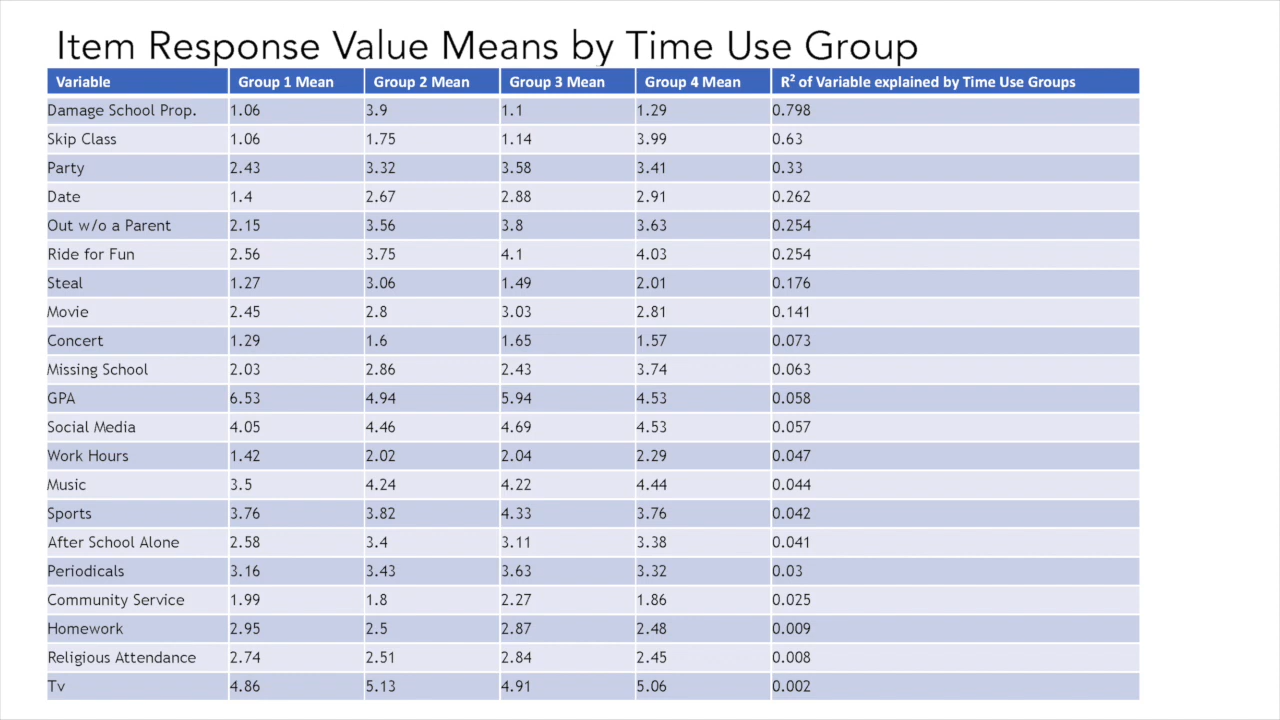 Item Response Value Means by Time Use Group
Variable Group 1 Mean Group 2 Mean Group 3 Mean Group 4 Mean R² of Variable explained by Time Use Groups
Damage School Prop. 1.06 3.9 1.1 1.29 0.798
Skip Class 1.06 1.75 1.14 3.99 0.63
Party 2.43 3.32 3.58 3.41 0.33
Date 1.4 2.67 2.88 2.91 0.262
Out w/o a Parent 2.15 3.56 3.8 3.63 0.254
Ride for Fun 2.56 3.75 4.1 4.03 0.254
Steal 1.27 3.06 1.49 2.01 0.176
Movie 2.45 2.8 3.03 2.81 0.141
Concert 1.29 1.6 1.65 1.57 0.073
Missing School 2.03 2.86 2.43 3.74 0.063
GPA 6.53 4.94 5.94 4.53 0.058
Social Media 4.05 4.46 4.69 4.53 0.057
Work Hours 1.42 2.02 2.04 2.29 0.047
Music 3.5 4.24 4.22 4.44 0.044
Sports 3.76 3.82 4.33 3.76 0.042
After School Alone 2.58 3.4 3.11 3.38 0.041
Periodicals 3.16 3.43 3.63 3.32 0.03
Community Service 1.99 1.8 2.27 1.86 0.025
Homework 2.95 2.5 2.87 2.48 0.009
Religious Attendance 2.74 2.51 2.84 2.45 0.008
Tv 4.86 5.13 4.91 5.06 0.002